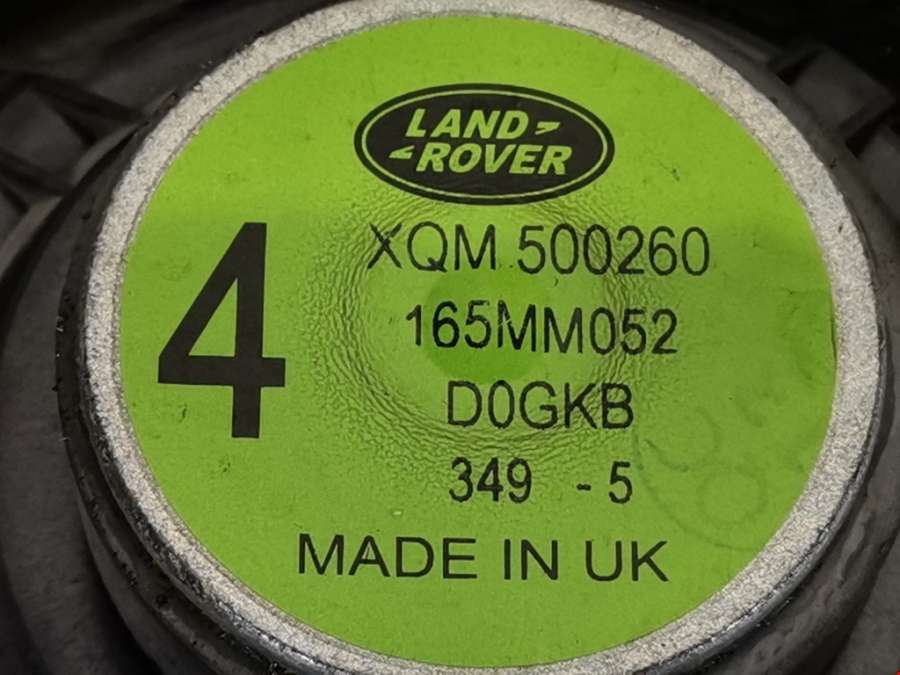 LAND
ROVER
4
XQM 500260
165MM052
D0GKB
349 - 5
MADE IN UK